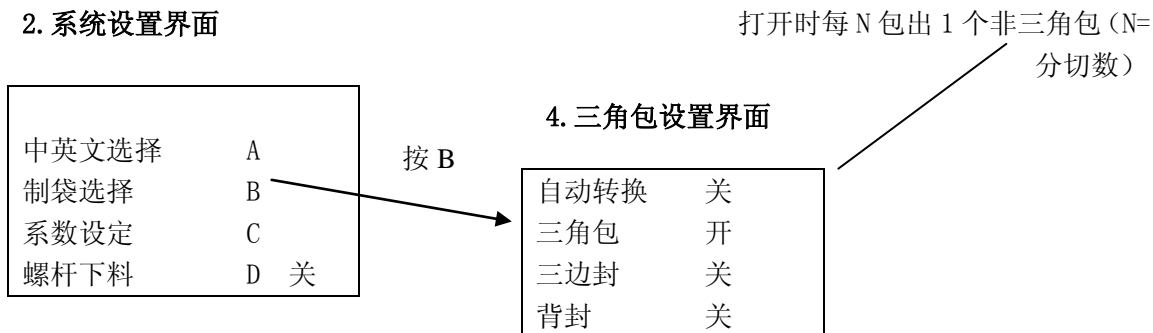 2.系统设置界面
打开时每 N 包出 1 个非三角包（N=
分切数）
中英文选择 A
制袋选择 B
系数设定 C
螺杆下料 D 关
按 B
4.三角包设置界面
自动转换 关
三角包 开
三边封 关
背封 关